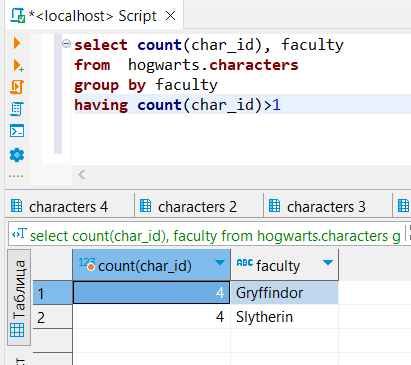 *<localhost> Script
select count(char_id), faculty
from hogwarts.characters
group by faculty
having count(char_id)>1
characters 4 characters 2 characters 3
select count(char_id), faculty from hogwarts.characters g
Таблица
123 count(char_id) ABC faculty
1 4 Gryffindor
2 4 Slytherin